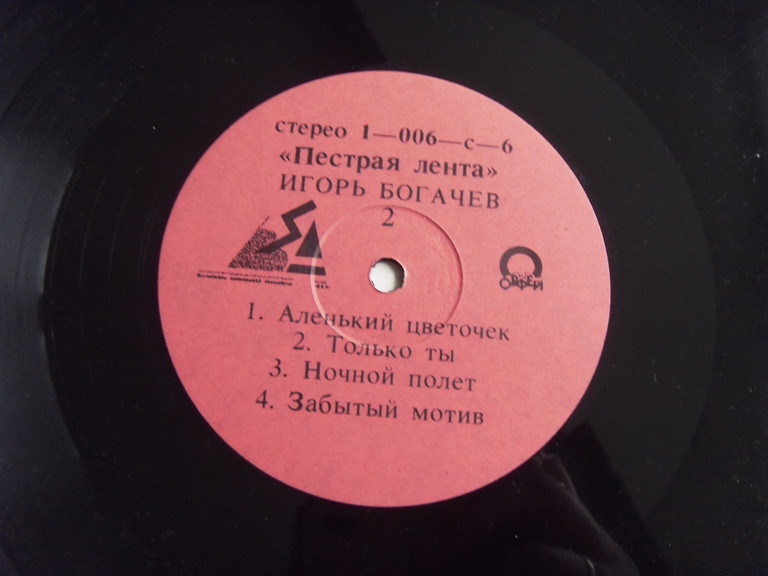 стерео 1—006—с—6
«Пестрая лента»
ИГОРЬ БОГАЧЕВ
2
ОРФЕЙ
1. Аленький цветочек
2. Только ты
3. Ночной полет
4. Забытый мотив